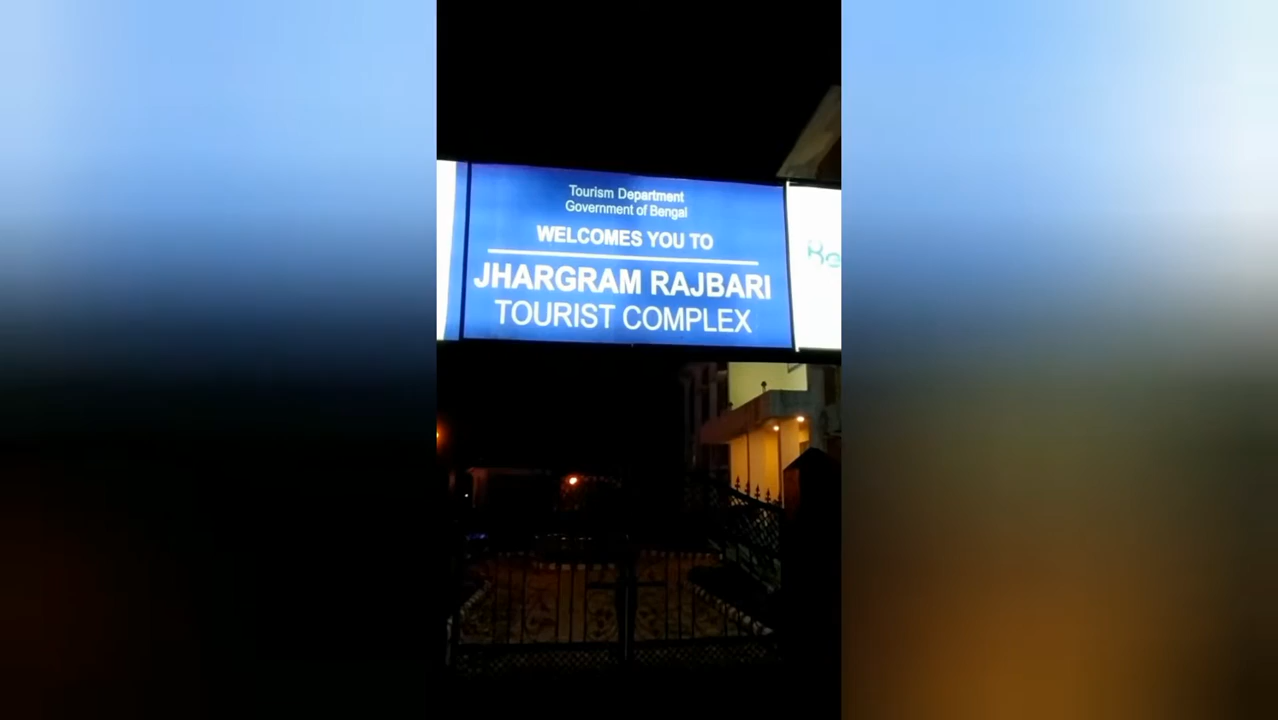 Tourism Department
Government of Bengal
WELCOMES YOU TO
JHARGRAM RAJBARI
TOURIST COMPLEX